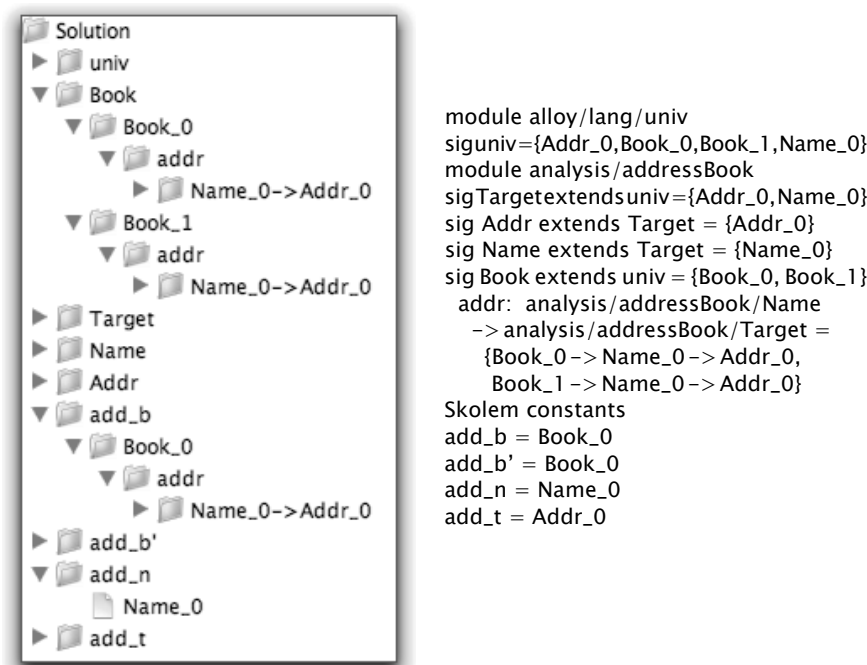 Solution
univ
Book
Book_0
addr
Name_0->Addr_0
Book_1
addr
Name_0->Addr_0
Target
Name
Addr
add_b
Book_0
addr
Name_0->Addr_0
add_b'
add_n
Name_0
add_t
module alloy/lang/univ
siguniv={Addr_0,Book_0,Book_1,Name_0}
module analysis/addressBook
sigTargetextendsuniv={Addr_0,Name_0}
sig Addr extends Target = {Addr_0}
sig Name extends Target = {Name_0}
sig Book extends univ = {Book_0, Book_1}
addr: analysis/addressBook/Name
-> analysis/addressBook/Target =
{Book_0 -> Name_0 -> Addr_0,
Book_1 -> Name_0 -> Addr_0}
Skolem constants
add_b = Book_0
add_b’ = Book_0
add_n = Name_0
add_t = Addr_0